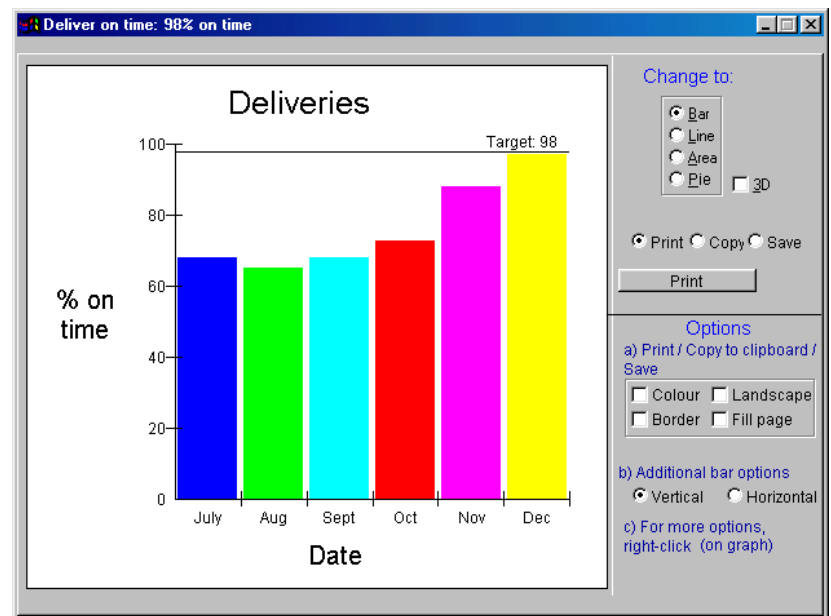 Deliver on time: 98% on time
Deliveries
Target: 98
100
80
60
40
20
0
% on
time
July Aug Sept Oct Nov Dec
Date
Change to:
Bar
Line
Area
Pie
3D
Print Copy Save
Print
Options
a) Print / Copy to clipboard /
Save
Colour Landscape
Border Fill page
b) Additional bar options
Vertical Horizontal
c) For more options,
right-click (on graph)